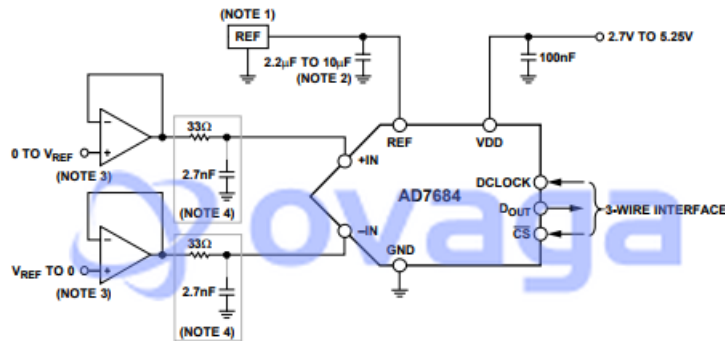 (NOTE 1)
REF
2.2µF TO 10µF
(NOTE 2)
2.7V TO 5.25V
100nF
33Ω
REF
VDD
0 TO VREF
(NOTE 3)
2.7nF
(NOTE 4)
+IN
DCLOCK
AD7684
DOUT
3-WIRE INTERFACE
CS
–IN
GND
33Ω
VREF TO 0
(NOTE 3)
2.7nF
(NOTE 4)
ovaga